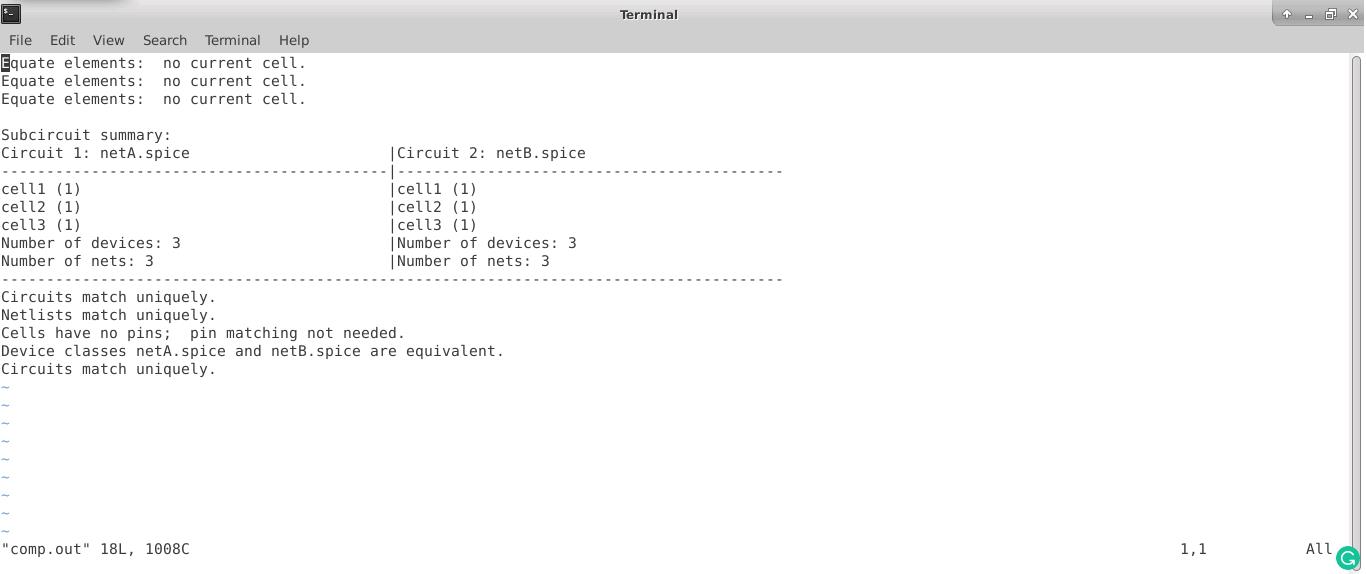 Terminal
File Edit View Search Terminal Help
Equate elements:  no current cell.
Equate elements:  no current cell.
Equate elements:  no current cell.
Subcircuit summary:
Circuit 1: netA.spice                      |Circuit 2: netB.spice
-------------------------------------------|-------------------------------------------
cell1 (1)                                  |cell1 (1)
cell2 (1)                                  |cell2 (1)
cell3 (1)                                  |cell3 (1)
Number of devices: 3                       |Number of devices: 3
Number of nets: 3                          |Number of nets: 3
---------------------------------------------------------------------------------------
Circuits match uniquely.
Netlists match uniquely.
Cells have no pins;  pin matching not needed.
Device classes netA.spice and netB.spice are equivalent.
Circuits match uniquely.
~
~
~
~
~
~
~
~
~
"comp.out" 18L, 1008C 1,1 All